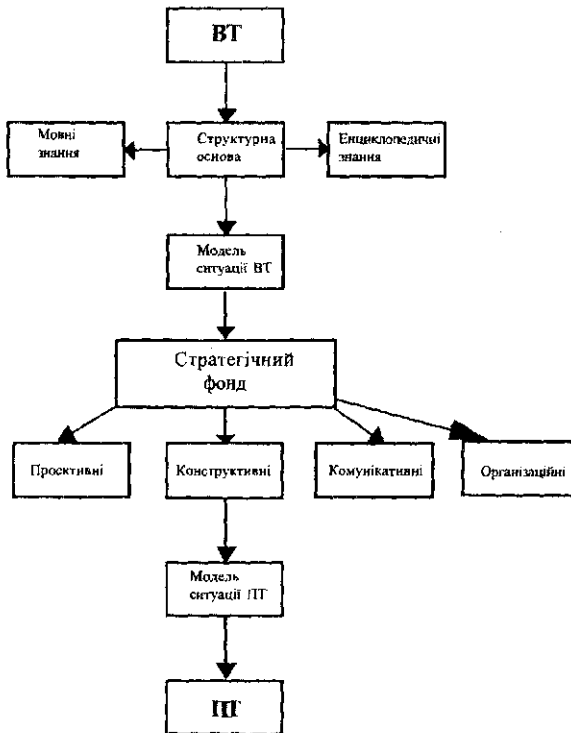 ВТ
Мовні
знання
Структурна
основа
Енциклопедичні
знання
Модель
ситуації ВТ
Стратегічний
фонд
Проєктивні
Конструктивні
Комунікативні
Організаційні
Модель
ситуації ПТ
ПТ